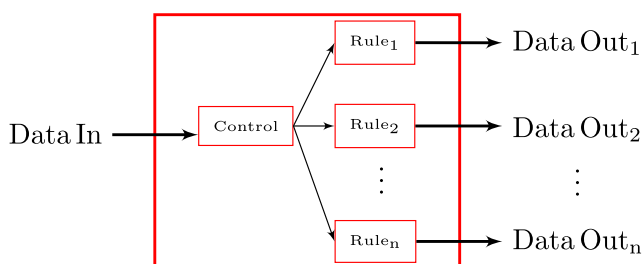 Rule₁ Data Out₁
Data In Control Rule₂ Data Out₂
⋮ ⋮
Ruleₙ Data Outₙ